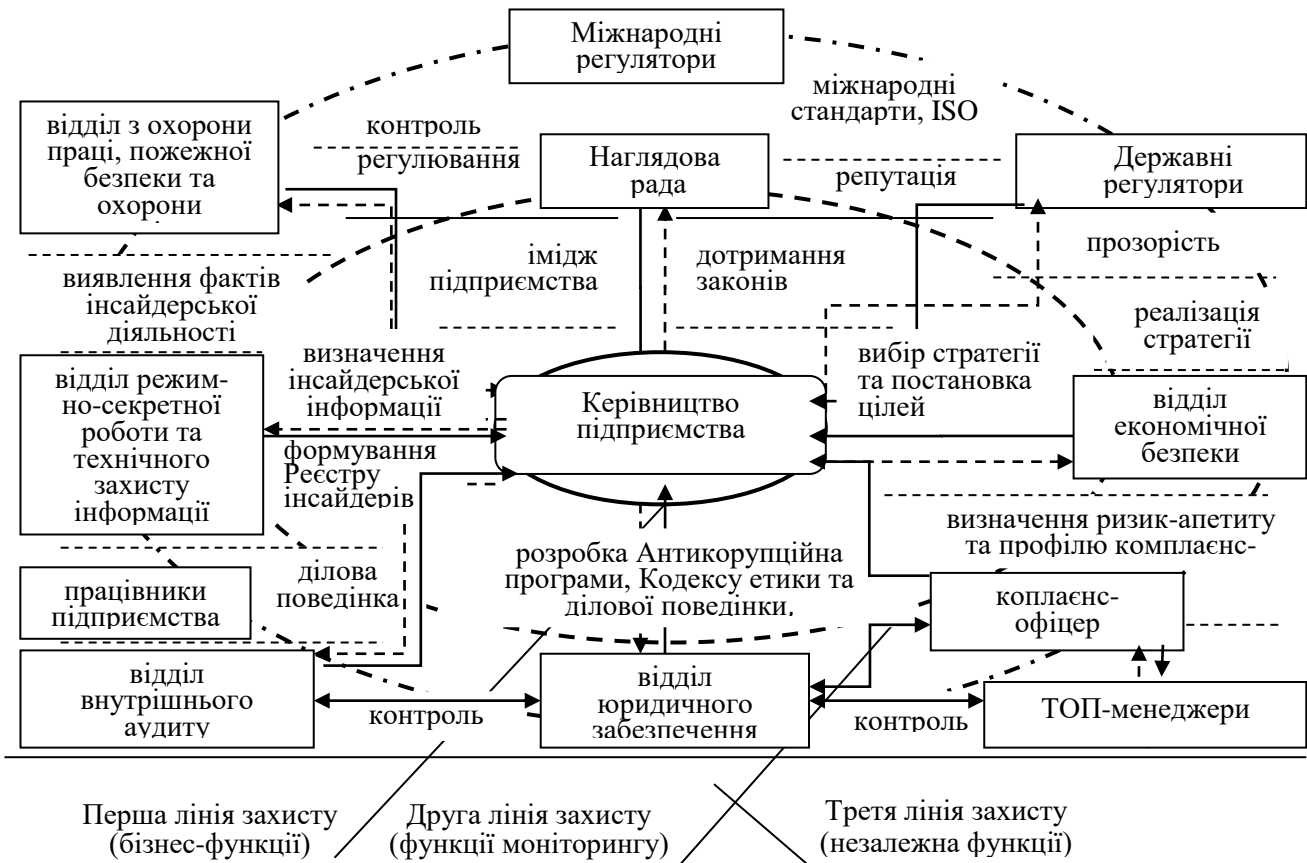 Міжнародні
регулятори
міжнародні
стандарти, ISO
відділ з охорони
праці, пожежної
безпеки та
охорони
контроль
регулювання
Наглядова
рада
репутація
Державні
регулятори
прозорість
імідж
підприємства
дотримання
законів
виявлення фактів
інсайдерської
діяльності
реалізація
стратегії
визначення
інсайдерської
інформації
вибір стратегії
та постановка
цілей
відділ режим-
но-секретної
роботи та
технічного
захисту
інформації
Керівництво
підприємства
відділ
економічної
безпеки
формування
Реєстру
інсайдерів
визначення ризик-апетиту
та профілю комплаєнс-
розробка Антикорупційна
програми, Кодексу етики та
ділової поведінки.
ділова
поведінка
працівники
підприємства
коплаєнс-
офіцер
відділ
внутрішнього
аудиту
контроль
відділ
юридичного
забезпечення
контроль
ТОП-менеджери
Перша лінія захисту
(бізнес-функції)
Друга лінія захисту
(функції моніторингу)
Третя лінія захисту
(незалежна функції)